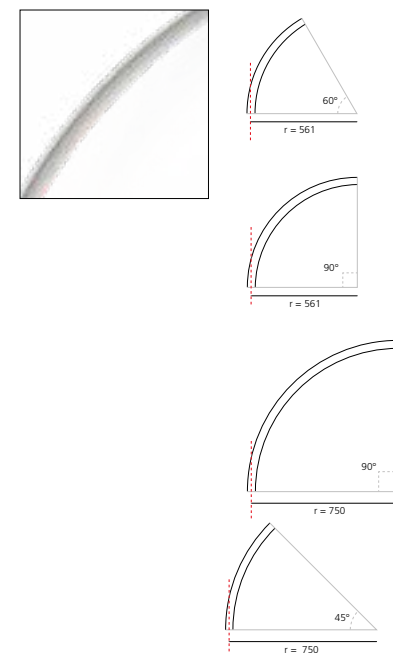 60°
r = 561
90°
r = 561
90°
r = 750
45°
r = 750